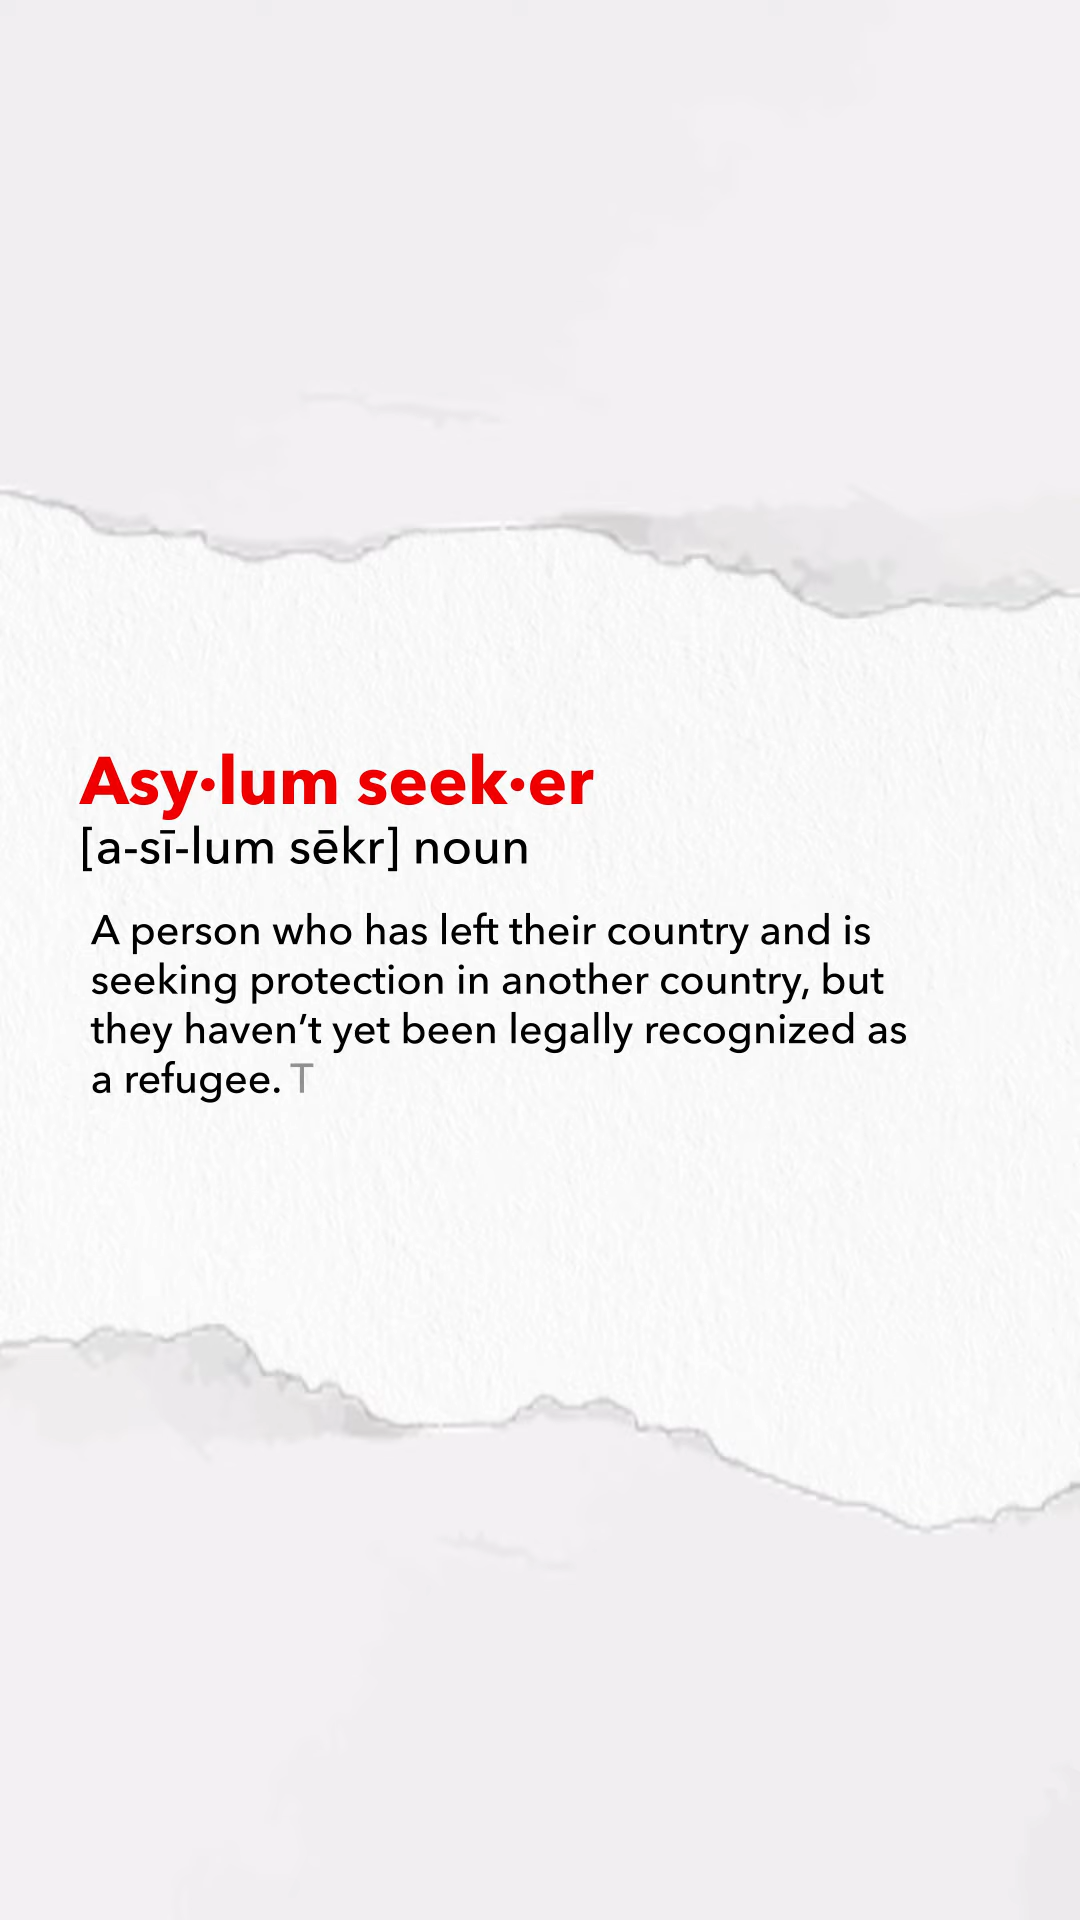 Asy·lum seek·er
[a-sī-lum sēkr] noun
A person who has left their country and is
seeking protection in another country, but
they haven’t yet been legally recognized as
a refugee. T